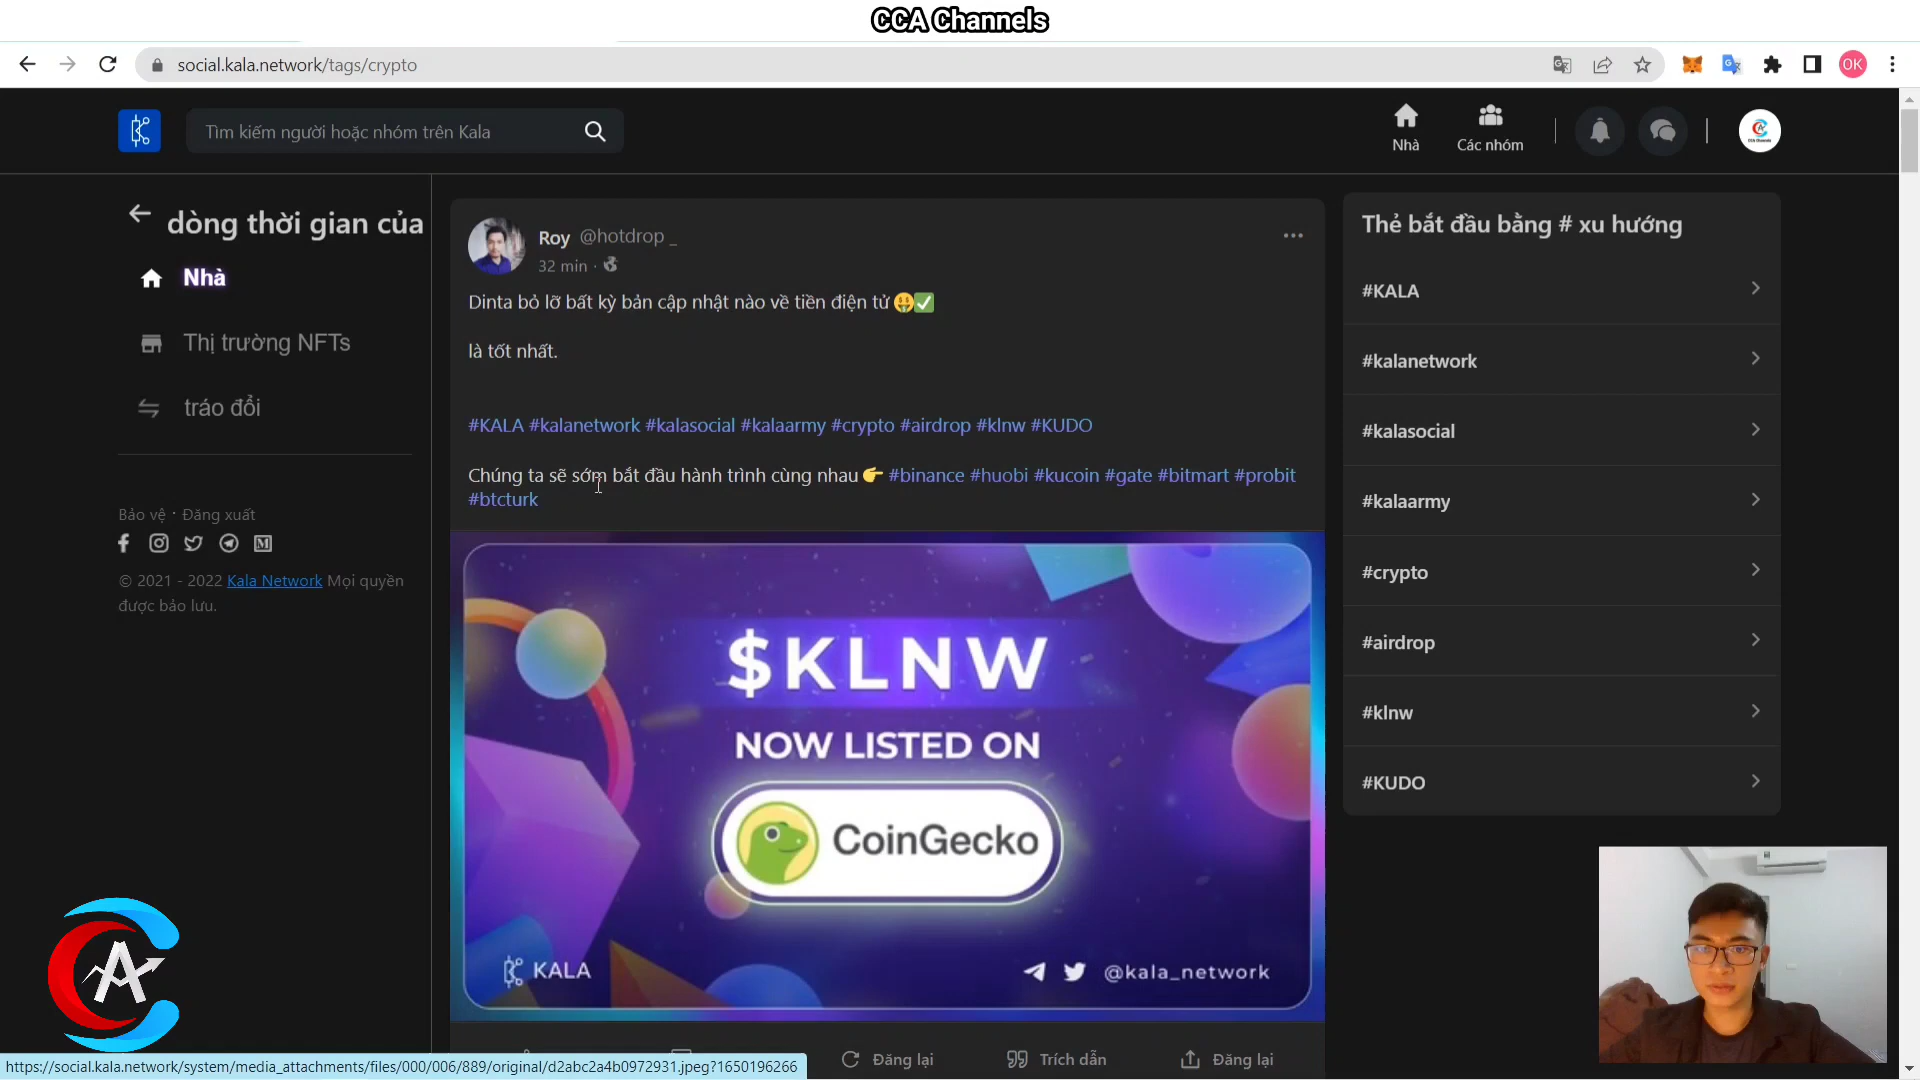 CCA Channels
social.kala.network/tags/crypto
OK
Tìm kiếm người hoặc nhóm trên Kala
Nhà
Các nhóm
dòng thời gian của
Nhà
Thị trường NFTs
tráo đổi
Bảo vệ · Đăng xuất
© 2021 - 2022 Kala Network Mọi quyền
được bảo lưu.
Roy @hotdrop _
32 min ·
Dinta bỏ lỡ bất kỳ bản cập nhật nào về tiền điện tử 🤑✅
là tốt nhất.
#KALA #kalanetwork #kalasocial #kalaarmy #crypto #airdrop #klnw #KUDO
Chúng ta sẽ sớm bắt đầu hành trình cùng nhau 👉 #binance #huobi #kucoin #gate #bitmart #probit
#btcturk
$KLNW
NOW LISTED ON
CoinGecko
KALA
@kala_network
Đăng lại
Trích dẫn
Đăng lại
Thẻ bắt đầu bằng # xu hướng
#KALA
#kalanetwork
#kalasocial
#kalaarmy
#crypto
#airdrop
#klnw
#KUDO
https://social.kala.network/system/media_attachments/files/000/006/889/original/d2abc2a4b0972931.jpeg?1650196266